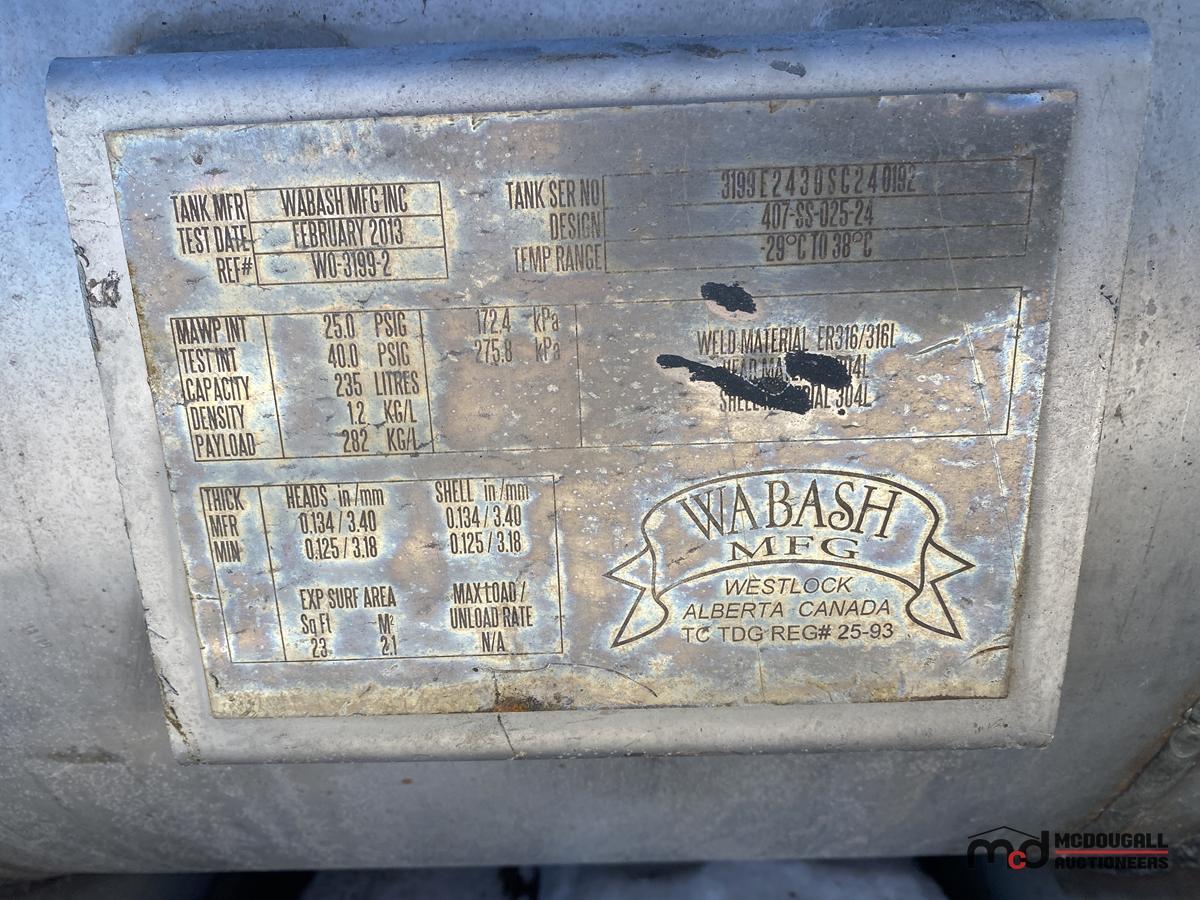 TANK MFR WABASH MFG INC
TEST DATE FEBRUARY 2013
REF# WO-3199-2
TANK SER NO 3199E2430SC240192
DESIGN 407-SS-025-24
TEMP RANGE -29°C TO 38°C
MAWP INT 25.0 PSIG 172.4 kPa
TEST INT 40.0 PSIG 275.8 kPa
CAPACITY 235 LITRES
DENSITY 1.2 KG/L
PAYLOAD 282 KG/L
WELD MATERIAL ER316/316L
HEAD 304L
SHELL 304L
THICK HEADS in/mm SHELL in/mm
MFR 0.134 / 3.40 0.134 / 3.40
MIN 0.125 / 3.18 0.125 / 3.18
EXP SURF AREA MAX LOAD /
Sq Ft M² UNLOAD RATE
23 2.1 N/A
WABASH
MFG
WESTLOCK
ALBERTA CANADA
TC TDG REG# 25-93
mcd MCDOUGALL
AUCTIONEERS